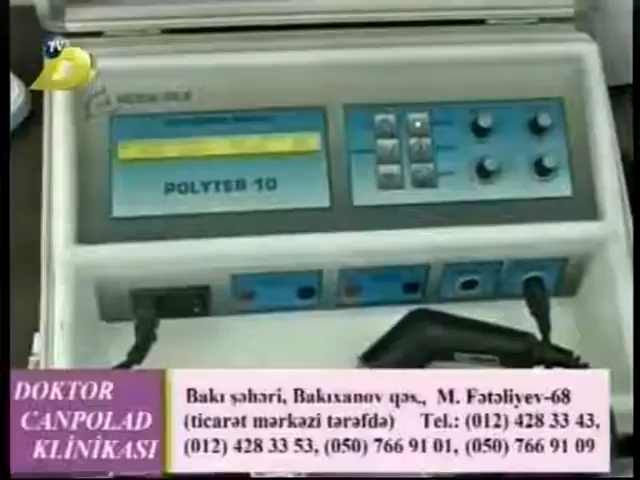 POLYTER 10
DOKTOR
CANPOLAD
KLİNİKASI
Bakı şəhəri, Bakıxanov qəs., M. Fətəliyev-68
(ticarət mərkəzi tərəfdə) Tel.: (012) 428 33 43,
(012) 428 33 53, (050) 766 91 01, (050) 766 91 09